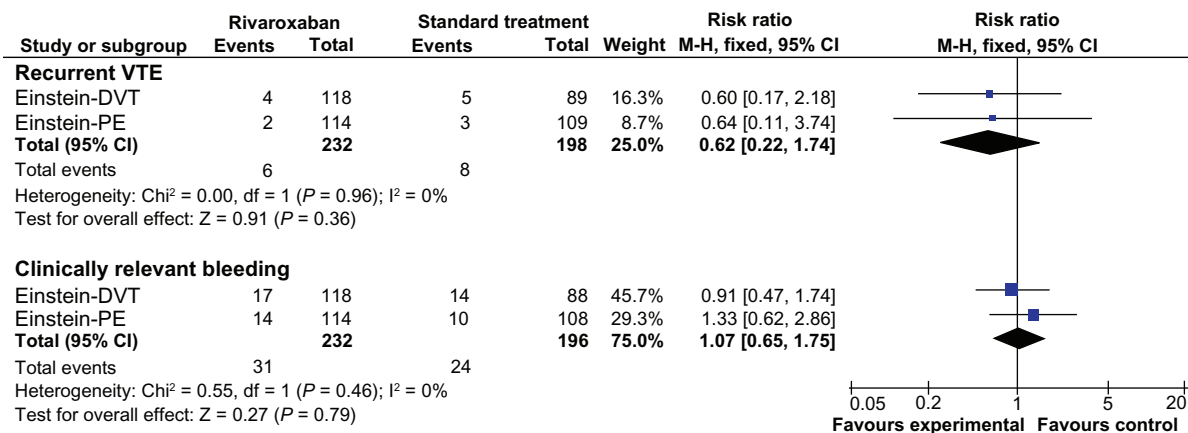 Rivaroxaban Standard treatment Risk ratio Risk ratio
Study or subgroup Events Total Events Total Weight M-H, fixed, 95% CI M-H, fixed, 95% CI
Recurrent VTE
Einstein-DVT 4 118 5 89 16.3% 0.60 [0.17, 2.18]
Einstein-PE 2 114 3 109 8.7% 0.64 [0.11, 3.74]
Total (95% CI) 232 198 25.0% 0.62 [0.22, 1.74]
Total events 6 8
Heterogeneity: Chi² = 0.00, df = 1 (P = 0.96); I² = 0%
Test for overall effect: Z = 0.91 (P = 0.36)
Clinically relevant bleeding
Einstein-DVT 17 118 14 88 45.7% 0.91 [0.47, 1.74]
Einstein-PE 14 114 10 108 29.3% 1.33 [0.62, 2.86]
Total (95% CI) 232 196 75.0% 1.07 [0.65, 1.75]
Total events 31 24
Heterogeneity: Chi² = 0.55, df = 1 (P = 0.46); I² = 0%
Test for overall effect: Z = 0.27 (P = 0.79)
0.05 0.2 1 5 20
Favours experimental Favours control